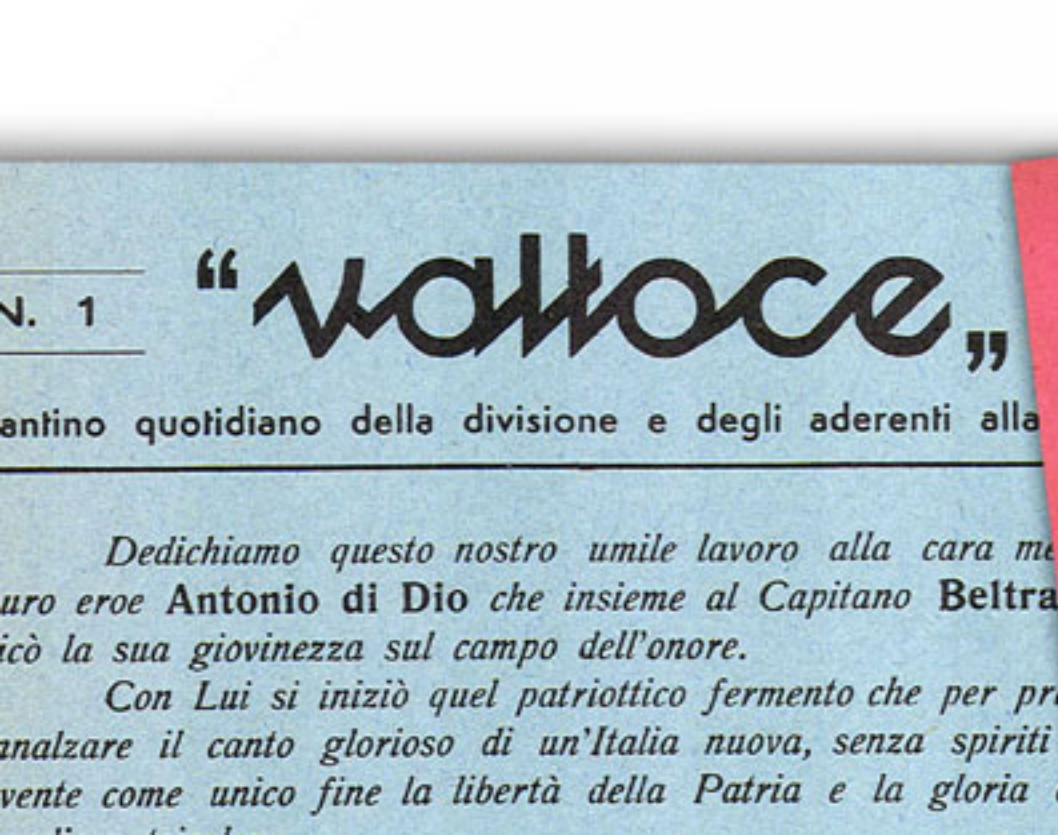 N. 1
“valtoce„
antino quotidiano della divisione e degli aderenti alla
Dedichiamo questo nostro umile lavoro alla cara me
uro eroe Antonio di Dio che insieme al Capitano Beltra
icò la sua giovinezza sul campo dell'onore.
Con Lui si iniziò quel patriottico fermento che per pr
analzare il canto glorioso di un'Italia nuova, senza spiriti
vente come unico fine la libertà della Patria e la gloria